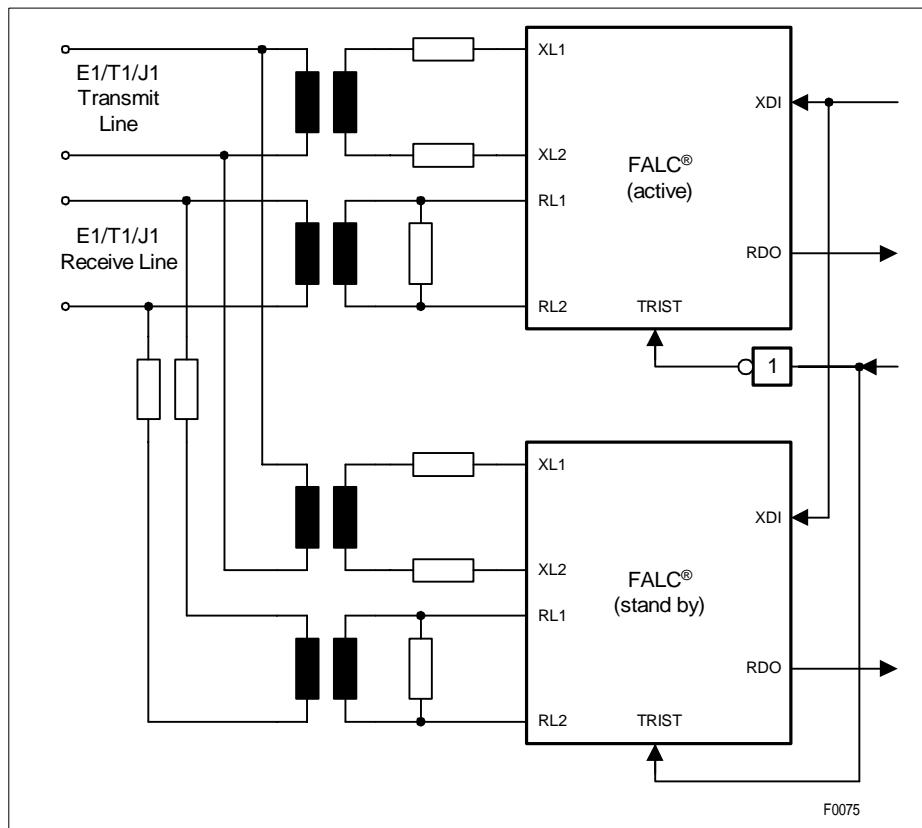 E1/T1/J1
Transmit
Line
XL1
XDI
XL2
FALC®
(active)
RL1
E1/T1/J1
Receive Line
RDO
RL2
TRIST
1
XL1
XDI
XL2
FALC®
(stand by)
RL1
RDO
RL2
TRIST
F0075